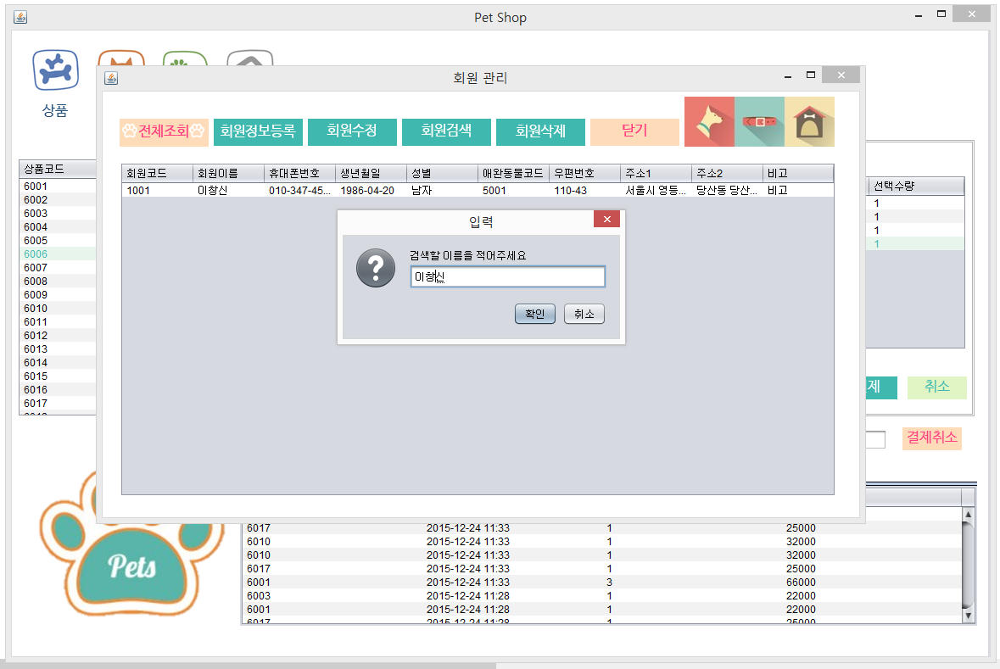 Pet Shop
상품
회원 관리
전체조회 회원정보등록 회원수정 회원검색 회원삭제 닫기
회원코드 회원이름 휴대폰번호 생년월일 성별 애완동물코드 우편번호 주소1 주소2 비고
1001 이창신 010-347-45... 1986-04-20 남자 5001 110-43 서울시 영등... 당산동 당산... 비고
입력
검색할 이름을 적어주세요
이창신
확인 취소
상품코드
6001
6002
6003
6004
6005
6006
6007
6008
6009
6010
6011
6012
6013
6014
6015
6016
6017
선택수량
1
1
1
1
제 취소
결제취소
Pets
6017 2015-12-24 11:33 1 25000
6010 2015-12-24 11:33 1 32000
6010 2015-12-24 11:33 1 32000
6017 2015-12-24 11:33 1 25000
6001 2015-12-24 11:33 3 66000
6003 2015-12-24 11:28 1 22000
6001 2015-12-24 11:28 1 22000
6017 2015-12-24 11:28 1 25000